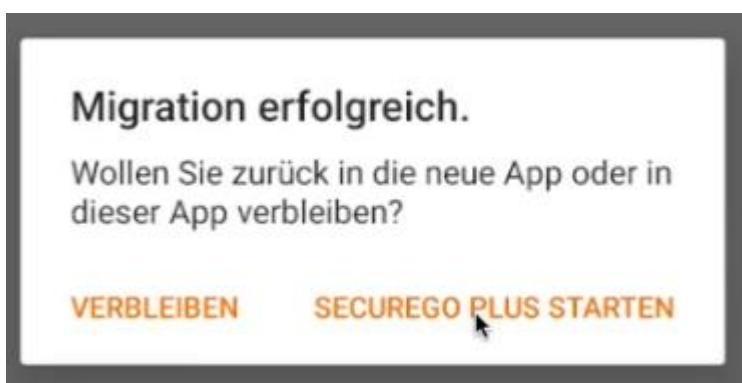 Migration erfolgreich.
Wollen Sie zurück in die neue App oder in
dieser App verbleiben?
VERBLEIBEN SECUREGO PLUS STARTEN